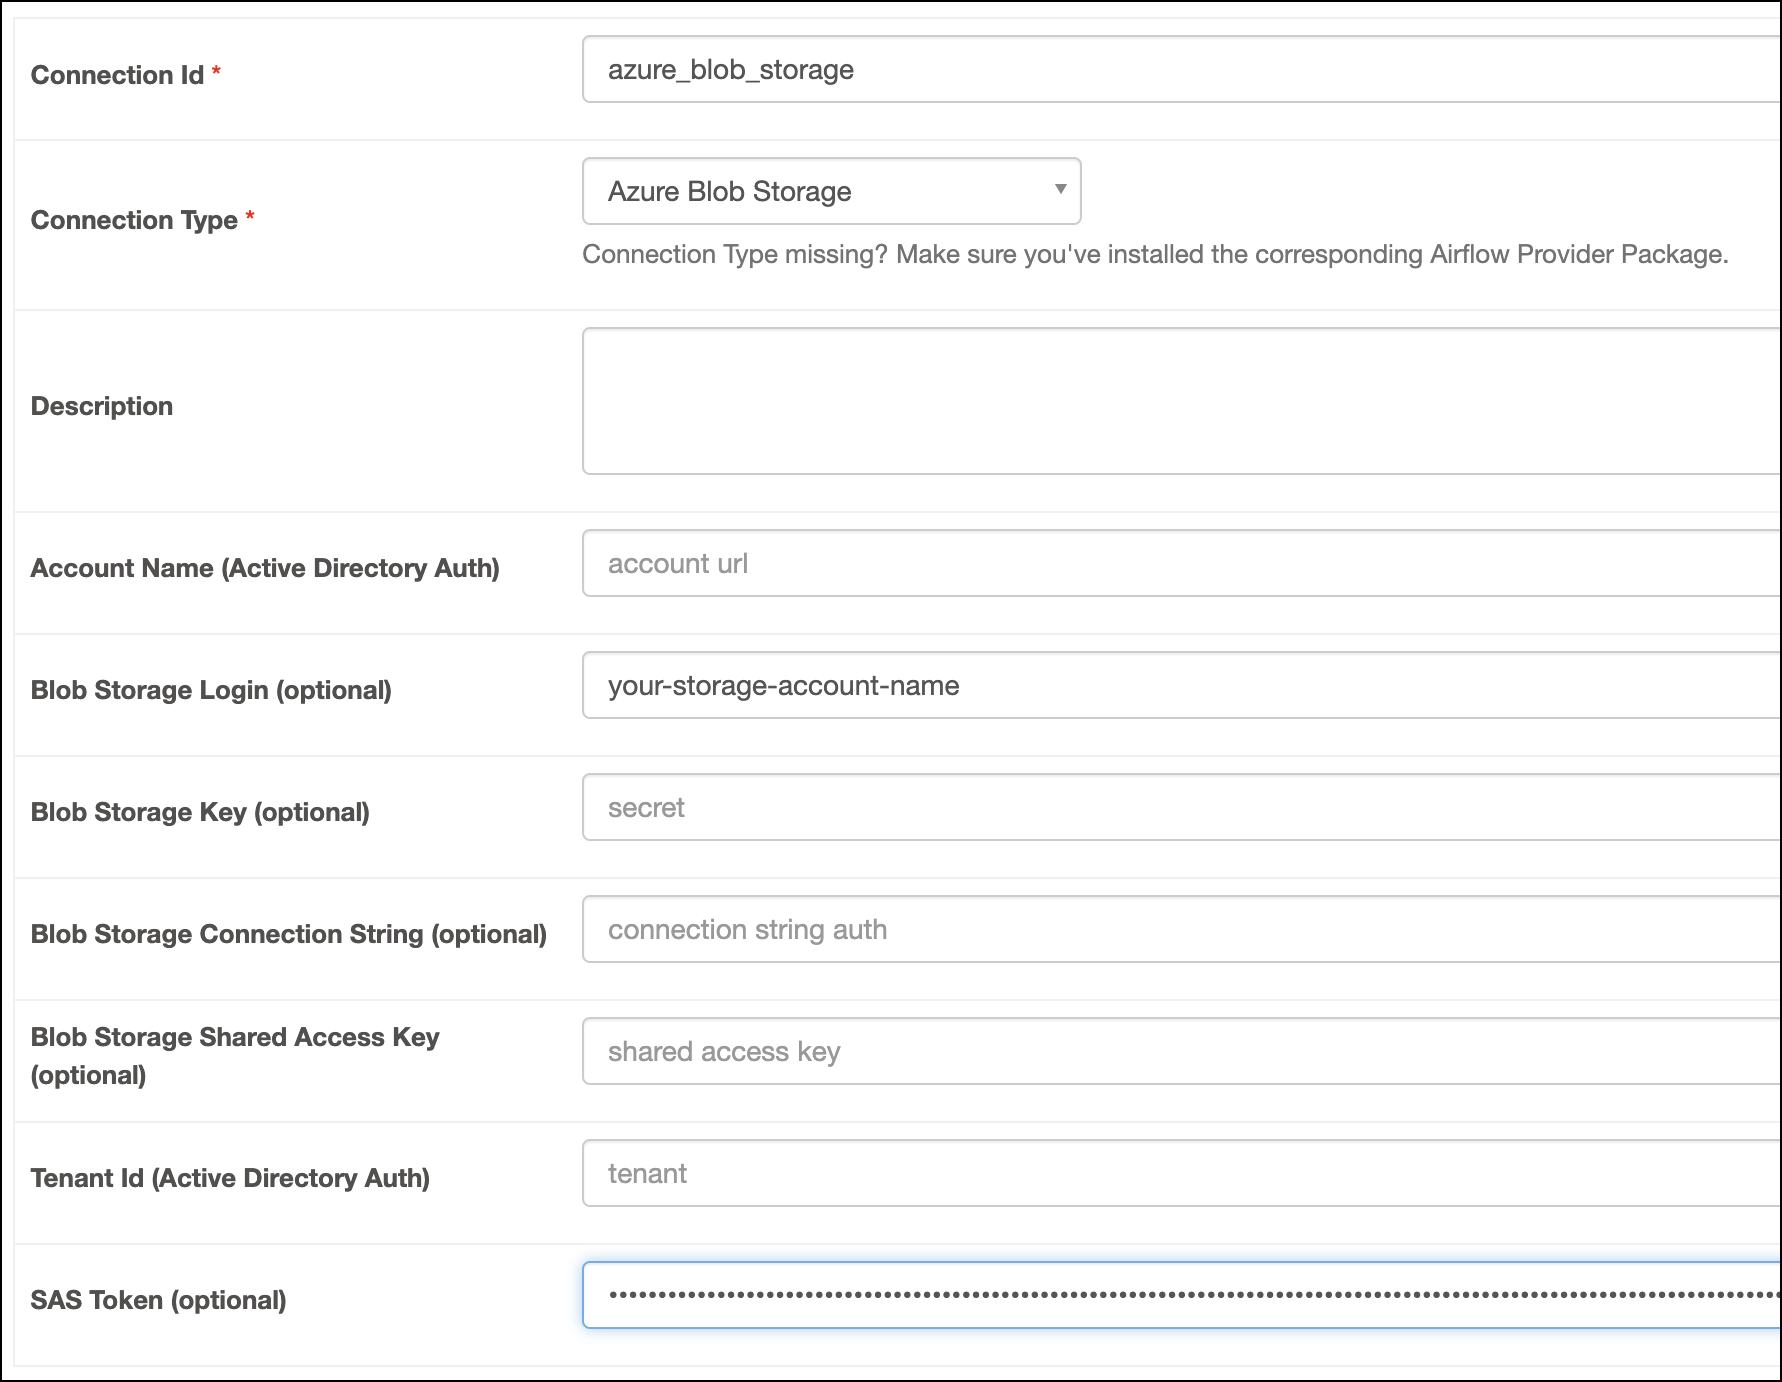 Connection Id *
azure_blob_storage
Connection Type *
Azure Blob Storage
Connection Type missing? Make sure you've installed the corresponding Airflow Provider Package.
Description
Account Name (Active Directory Auth)
account url
Blob Storage Login (optional)
your-storage-account-name
Blob Storage Key (optional)
secret
Blob Storage Connection String (optional)
connection string auth
Blob Storage Shared Access Key
(optional)
shared access key
Tenant Id (Active Directory Auth)
tenant
SAS Token (optional)